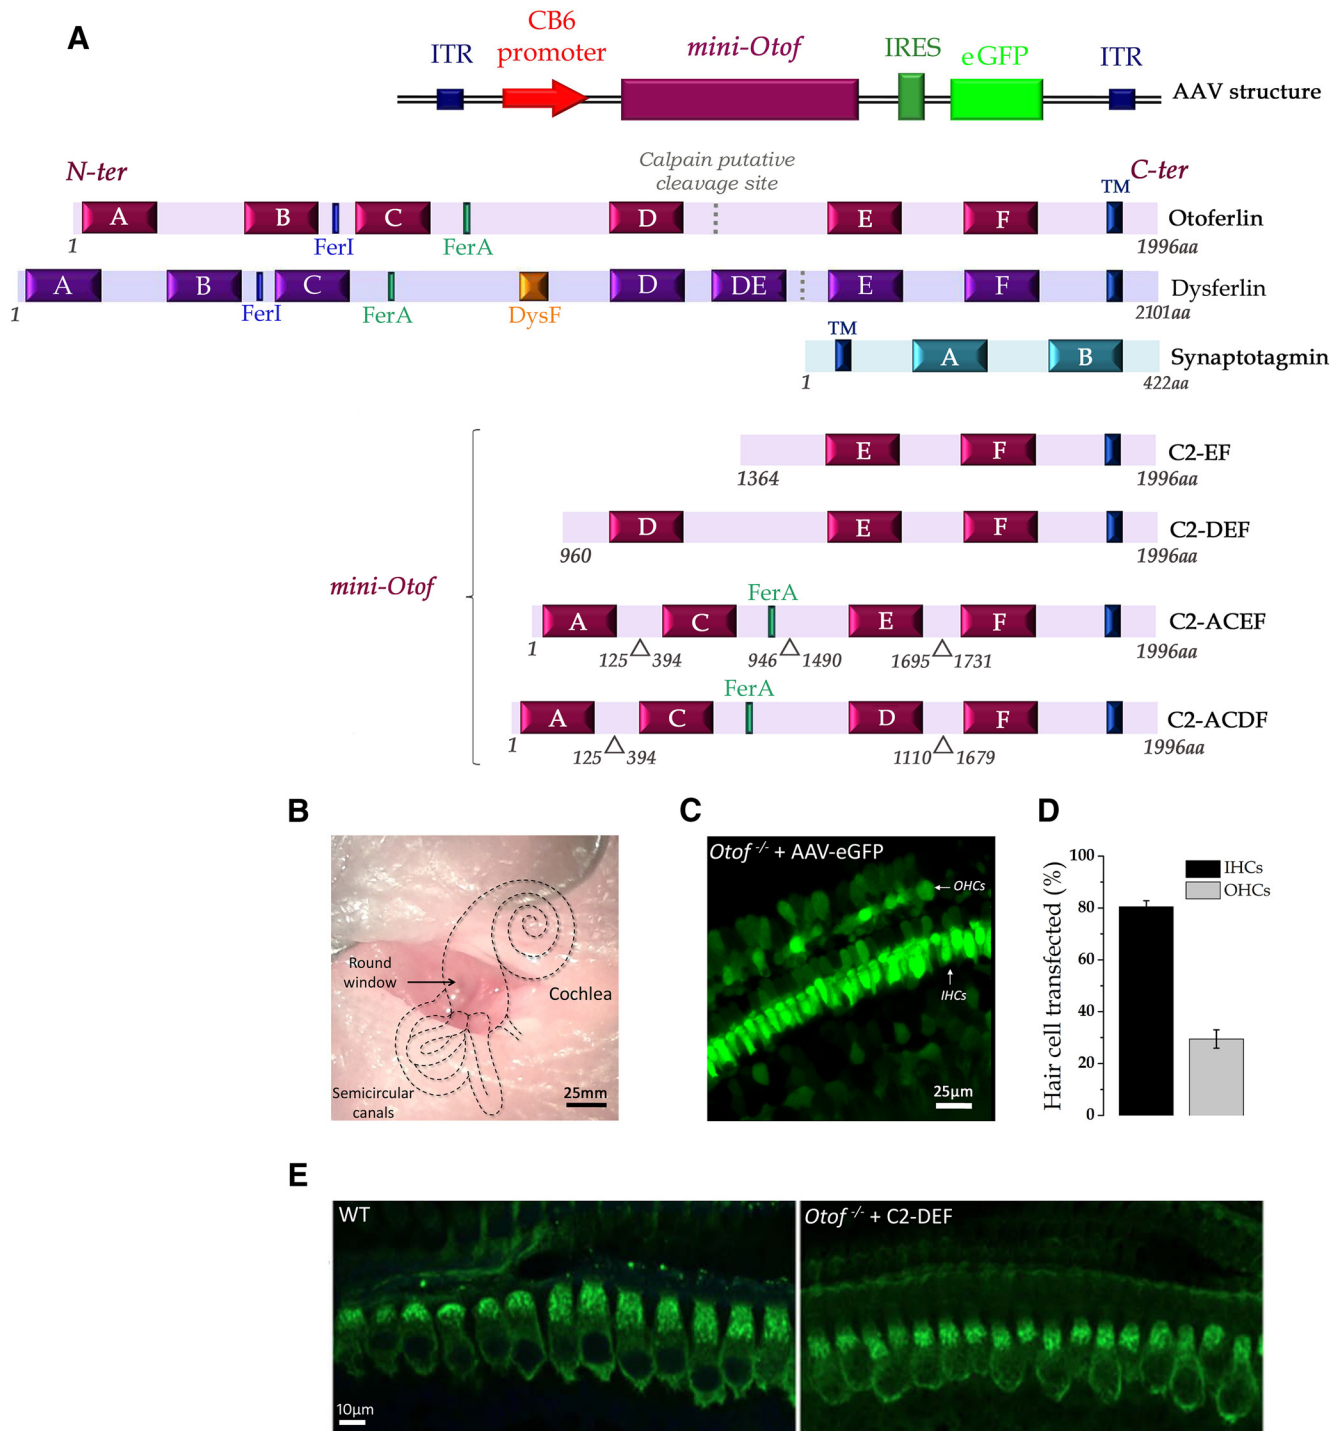 A
ITR
CB6
promoter
mini-Otof
IRES
eGFP
ITR
AAV structure
N-ter
Calpain putative
cleavage site
C-ter
TM
A
B
C
D
E
F
Otoferlin
1
FerI
FerA
1996aa
A
B
C
D
DE
E
F
Dysferlin
1
FerI
FerA
DysF
2101aa
TM
A
B
Synaptotagmin
1
422aa
E
F
C2-EF
1364
1996aa
D
E
F
C2-DEF
960
1996aa
mini-Otof
FerA
A
C
E
F
C2-ACEF
1
125 △ 394
946 △ 1490
1695 △ 1731
1996aa
FerA
A
C
D
F
C2-ACDF
1
125 △ 394
1110 △ 1679
1996aa
B
Round
window
Cochlea
Semicircular
canals
25mm
C
Otof -/- + AAV-eGFP
OHCs
IHCs
25µm
D
Hair cell transfected (%)
100
80
60
40
20
0
IHCs
OHCs
E
WT
10µm
Otof -/- + C2-DEF